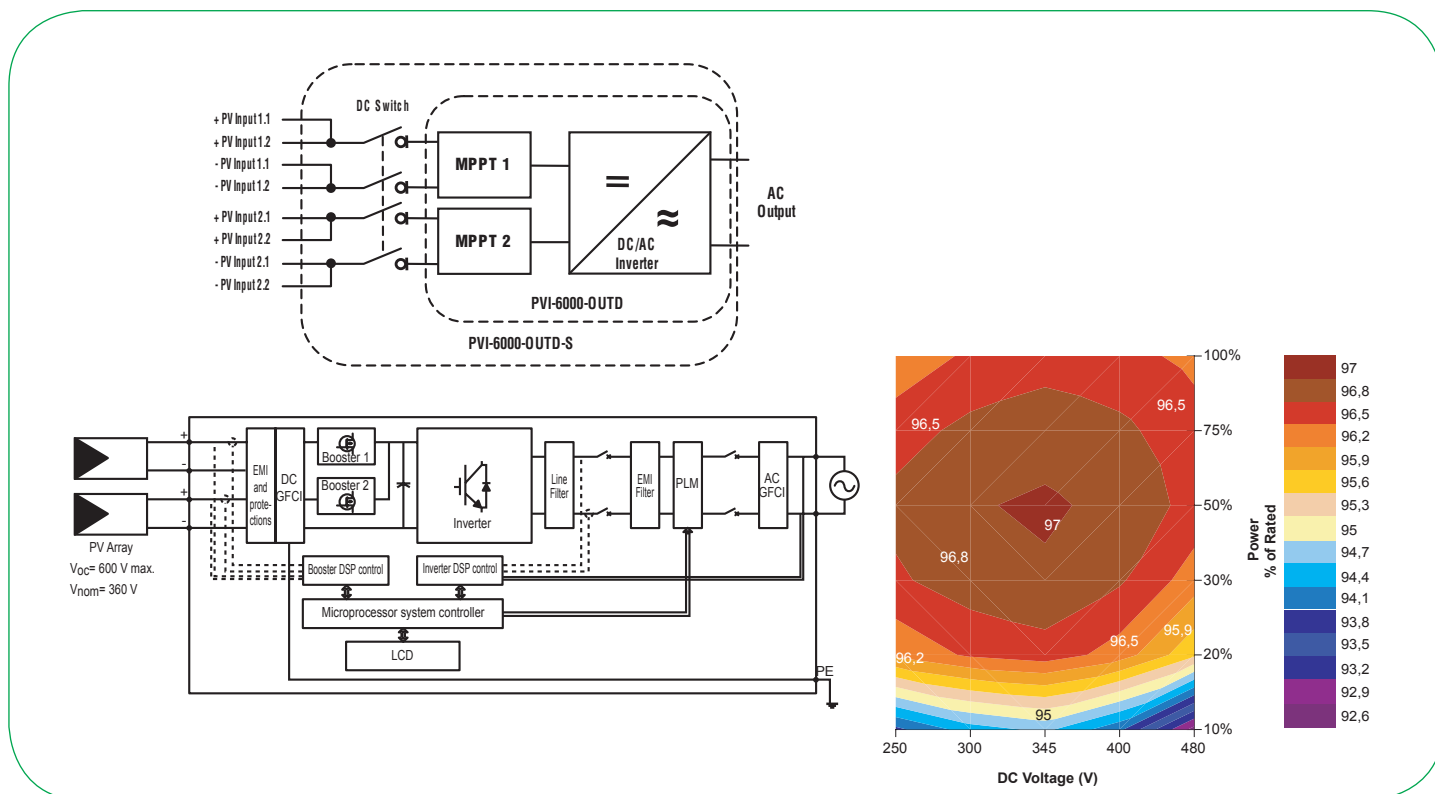 DC Switch
+ PV Input 1.1
+ PV Input 1.2
- PV Input 1.1
- PV Input 1.2
+ PV Input 2.1
+ PV Input 2.2
- PV Input 2.1
- PV Input 2.2
MPPT 1
MPPT 2
=
≈
DC/AC
Inverter
AC
Output
PVI-6000-OUTD
PVI-6000-OUTD-S
+
-
+
-
PV Array
Voc= 600 V max.
Vnom= 360 V
EMI
and
prote-
ctions
DC
GFCI
Booster 1
Booster 2
Inverter
Line
Filter
EMI
Filter
PLM
AC
GFCI
Booster DSP control
Inverter DSP control
Microprocessor system controller
LCD
PE
96,5
96,5
97
96,8
96,2
96,5
95,9
95
100%
75%
50%
30%
20%
10%
Power
% of Rated
250
300
345
400
480
DC Voltage (V)
97
96,8
96,5
96,2
95,9
95,6
95,3
95
94,7
94,4
94,1
93,8
93,5
93,2
92,9
92,6